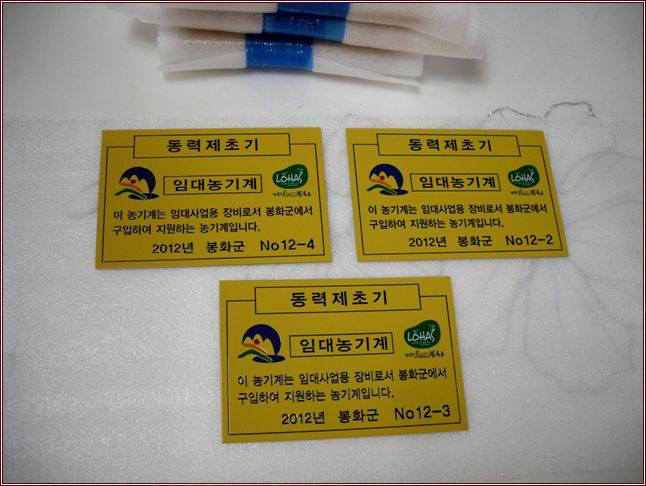 동력제초기
임대농기계
LOHAS
이 농기계는 임대사업용 장비로서 봉화군에서
구입하여 지원하는 농기계입니다.
2012년 봉화군 No12-4
동력제초기
임대농기계
LOHAS
이 농기계는 임대사업용 장비로서 봉화군에서
구입하여 지원하는 농기계입니다.
2012년 봉화군 No12-2
동력제초기
임대농기계
LOHAS
이 농기계는 임대사업용 장비로서 봉화군에서
구입하여 지원하는 농기계입니다.
2012년 봉화군 No12-3